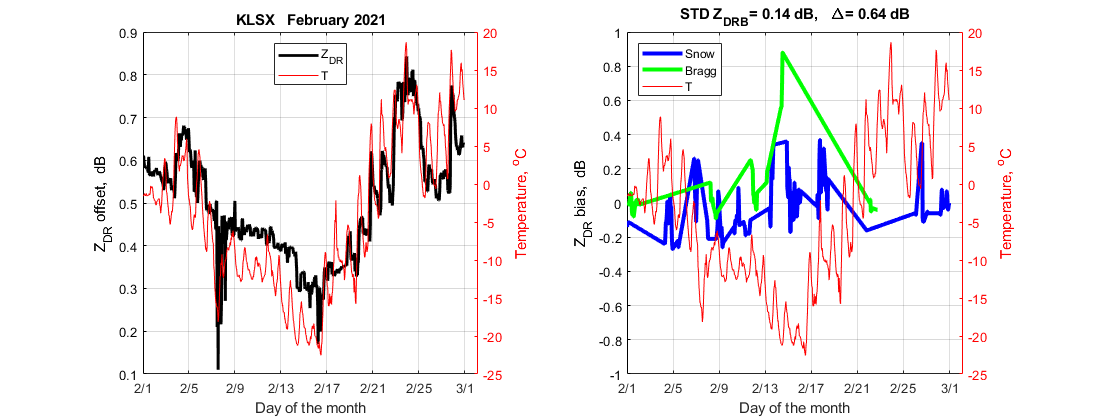 KLSX February 2021
0.9
0.8
0.7
0.6
0.5
0.4
0.3
0.2
0.1
Z_DR offset, dB
Z_DR
T
20
15
10
5
0
-5
-10
-15
-20
-25
Temperature, °C
2/1 2/5 2/9 2/13 2/17 2/21 2/25 3/1
Day of the month
STD Z_DRB = 0.14 dB, Δ= 0.64 dB
1
0.8
0.6
0.4
0.2
0
-0.2
-0.4
-0.6
-0.8
-1
Z_DR bias, dB
Snow
Bragg
T
20
15
10
5
0
-5
-10
-15
-20
-25
Temperature, °C
2/1 2/5 2/9 2/13 2/17 2/21 2/25 3/1
Day of the month